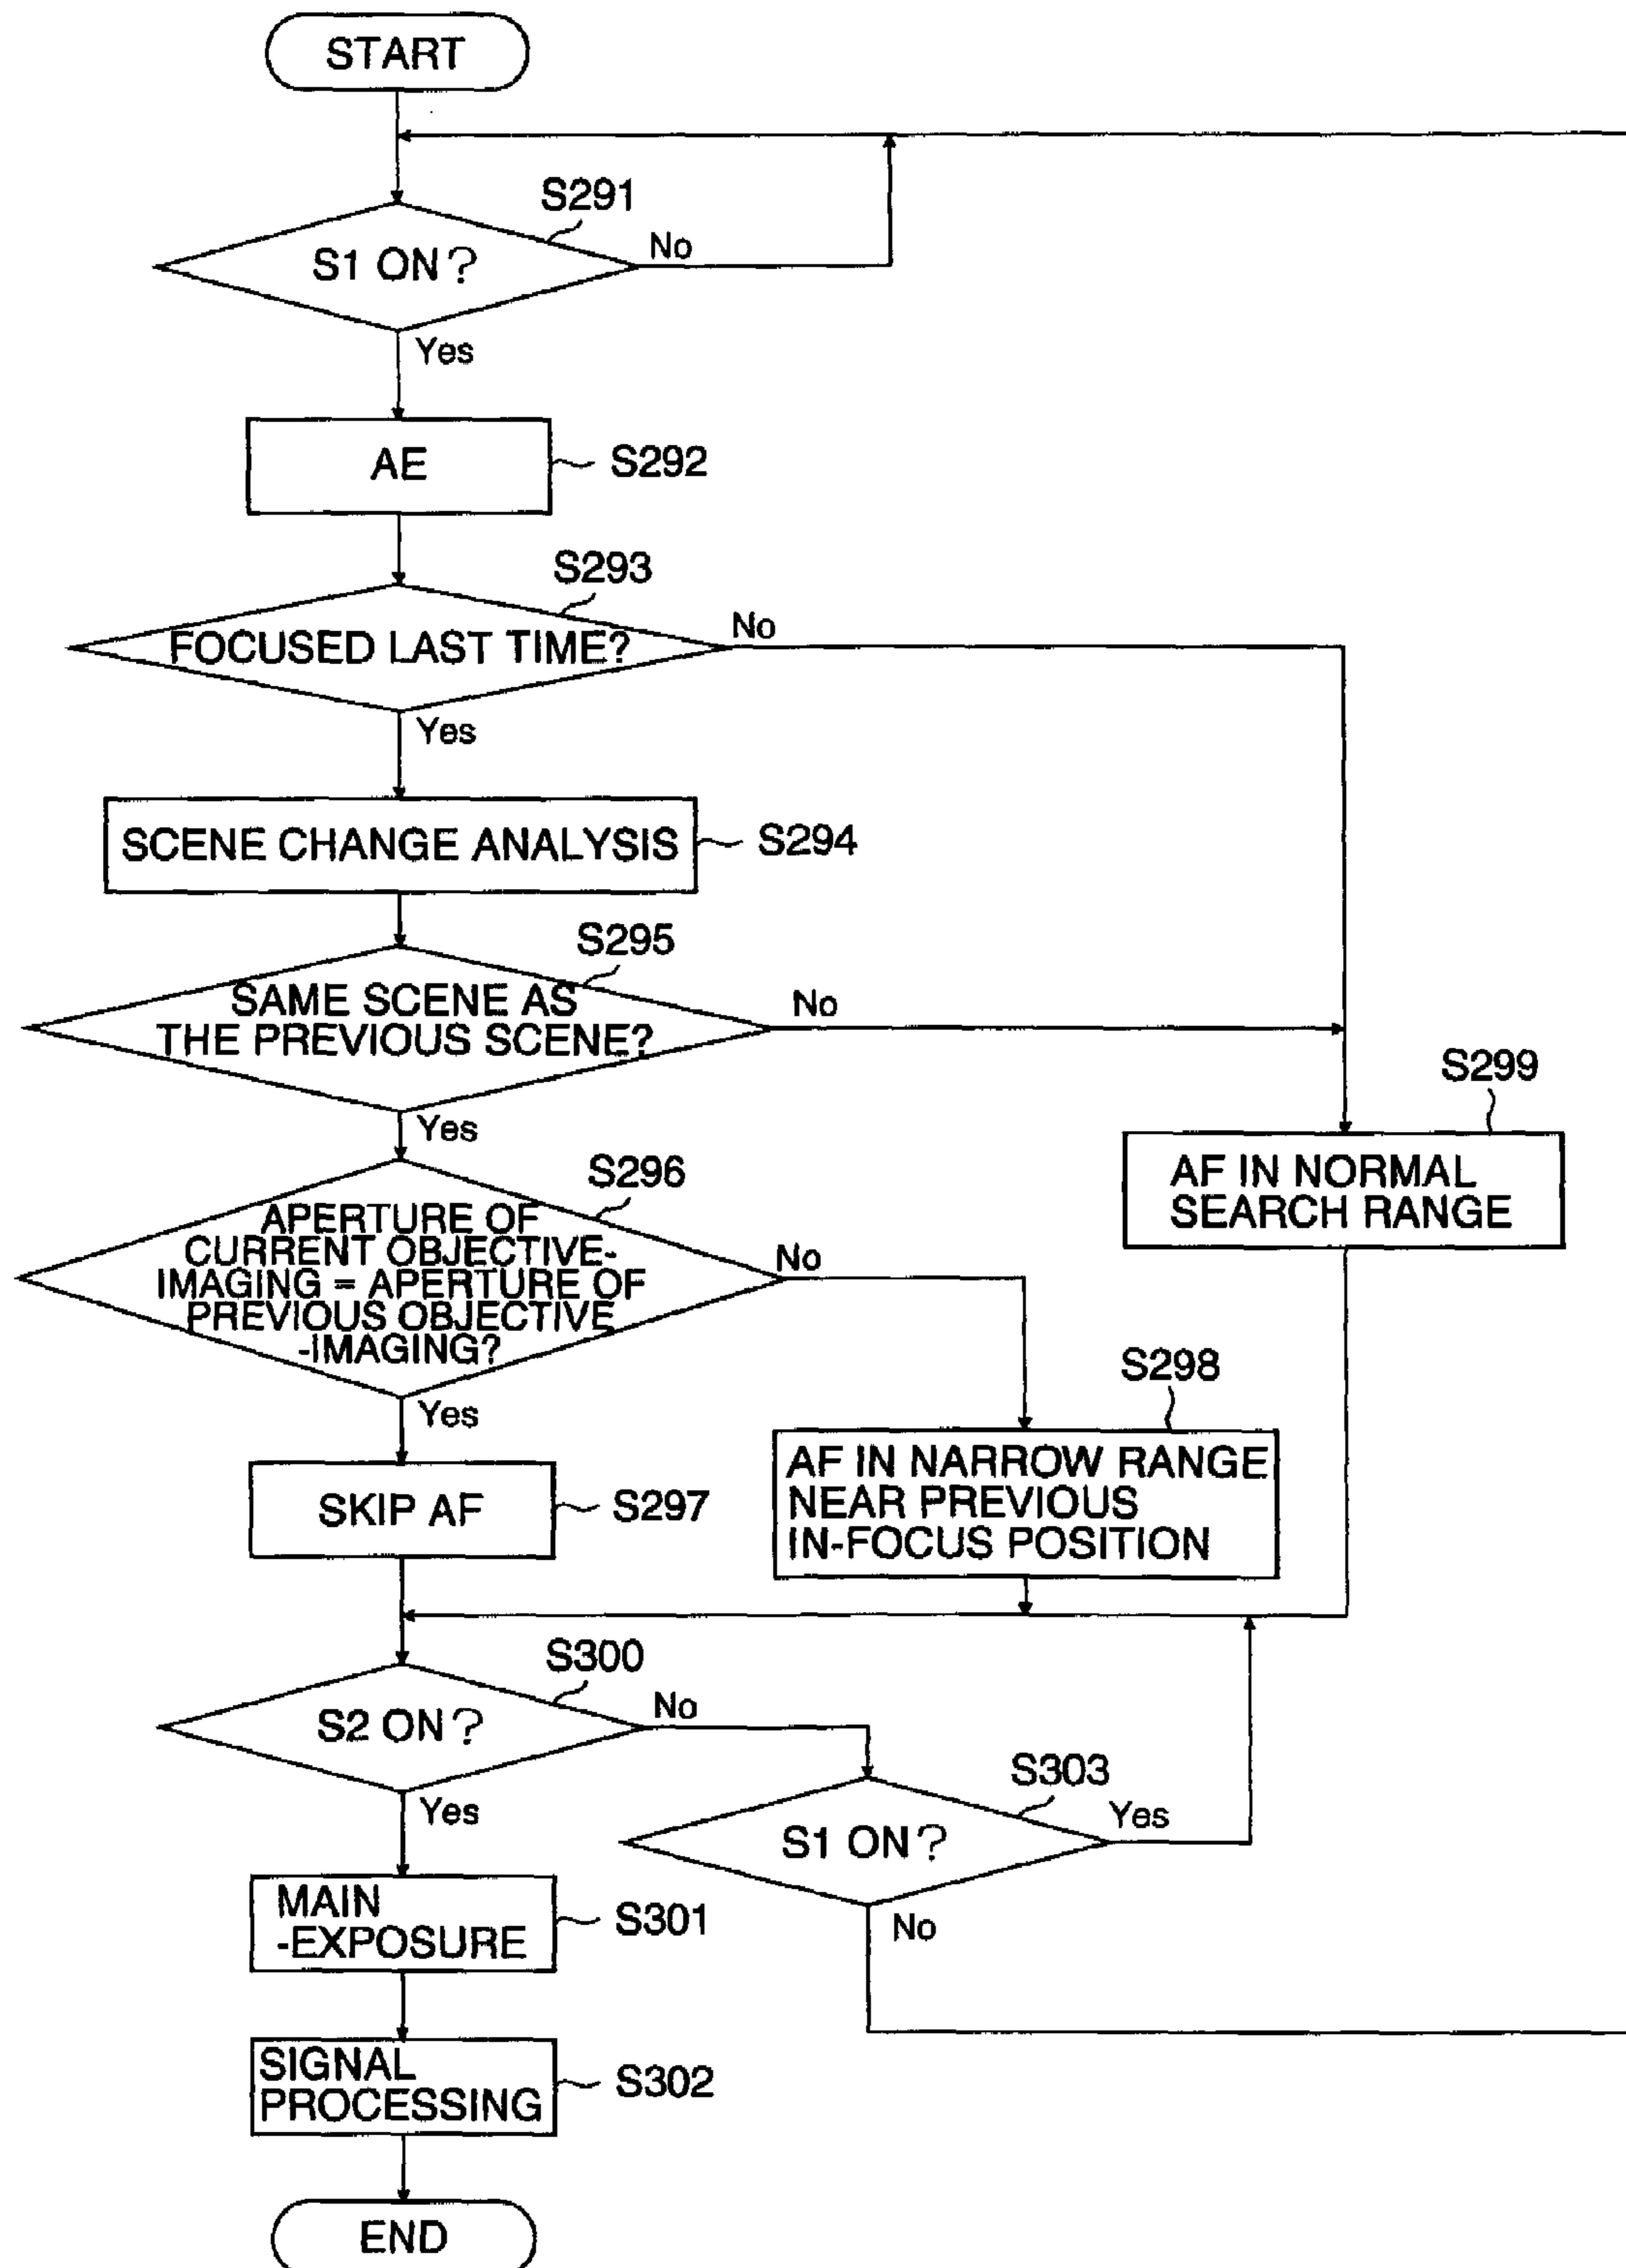 START
S291
S1 ON?
No
Yes
AE
S292
S293
FOCUSED LAST TIME?
No
Yes
SCENE CHANGE ANALYSIS
S294
S295
SAME SCENE AS
THE PREVIOUS SCENE?
No
Yes
S299
AF IN NORMAL
SEARCH RANGE
S296
APERTURE OF
CURRENT OBJECTIVE-
IMAGING = APERTURE OF
PREVIOUS OBJECTIVE
-IMAGING?
No
Yes
S298
AF IN NARROW RANGE
NEAR PREVIOUS
IN-FOCUS POSITION
SKIP AF
S297
S300
S2 ON?
No
Yes
S303
S1 ON?
Yes
No
MAIN
-EXPOSURE
S301
SIGNAL
PROCESSING
S302
END